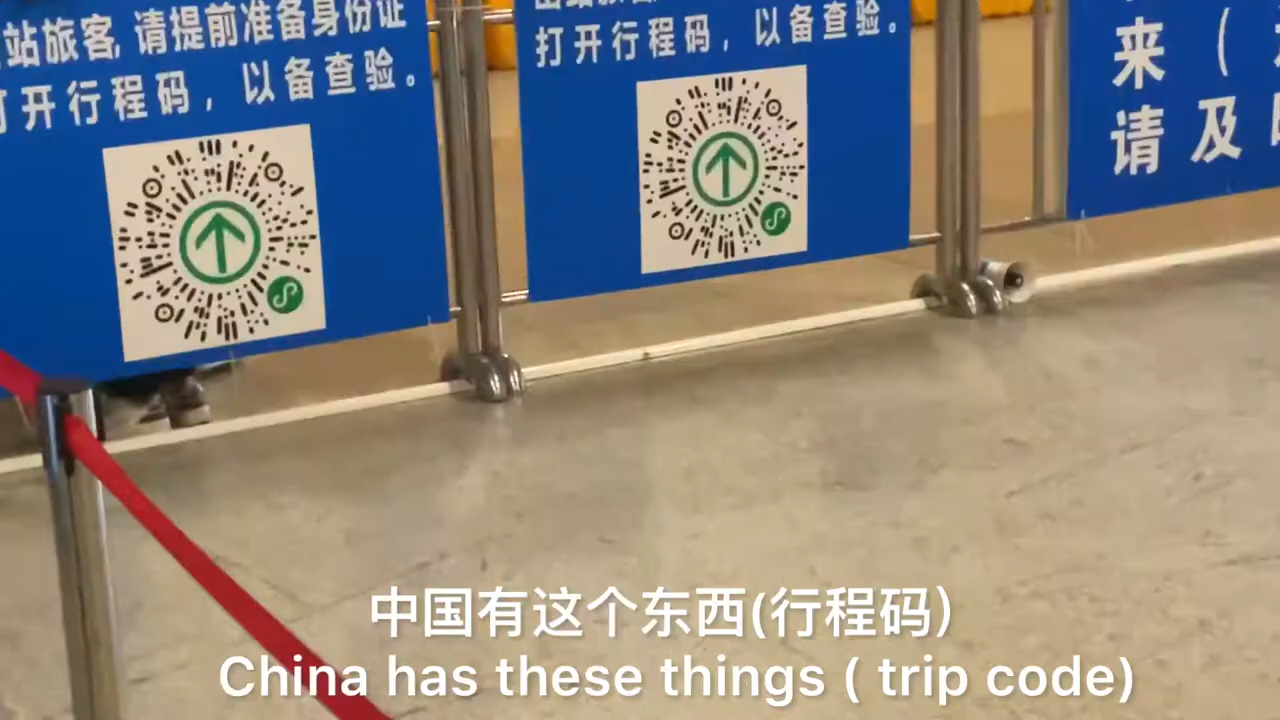 站旅客,请提前准备身份证
打开行程码，以备查验。
打开行程码，以备查验。
来（
请及
中国有这个东西(行程码）
China has these things ( trip code)